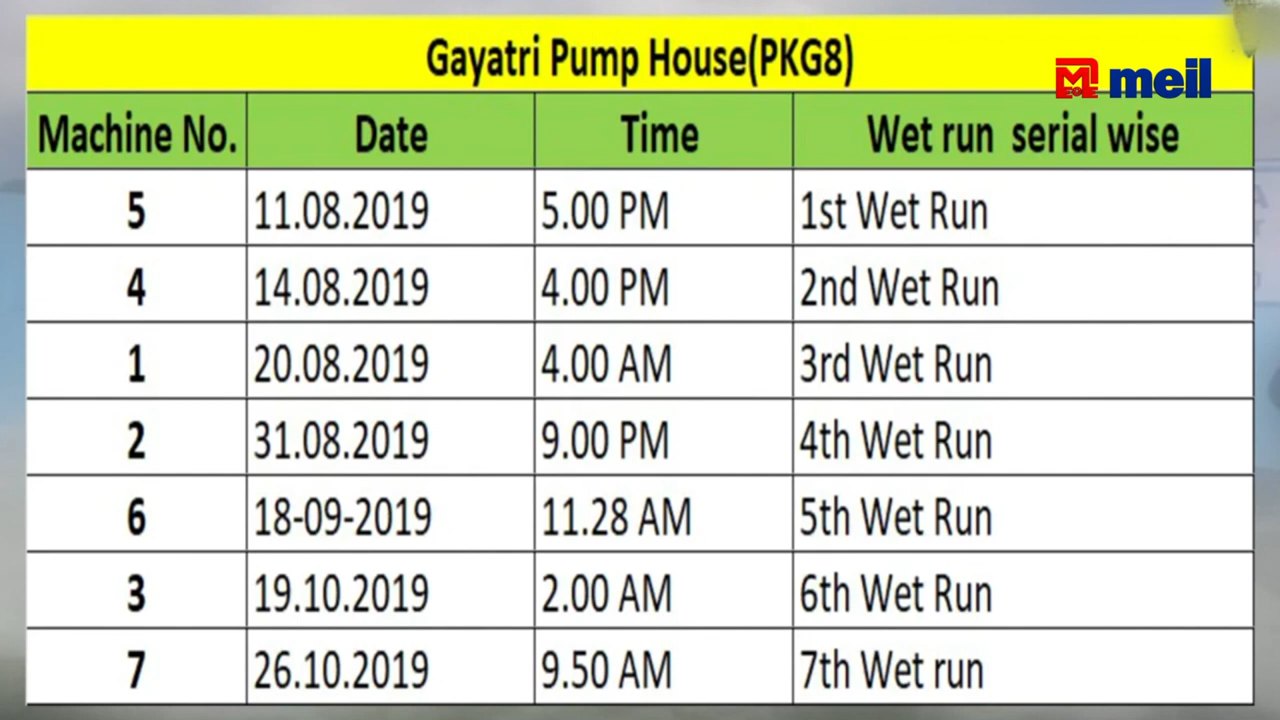 Gayatri Pump House(PKG8)
meil
Machine No. Date Time Wet run serial wise
5 11.08.2019 5.00 PM 1st Wet Run
4 14.08.2019 4.00 PM 2nd Wet Run
1 20.08.2019 4.00 AM 3rd Wet Run
2 31.08.2019 9.00 PM 4th Wet Run
6 18-09-2019 11.28 AM 5th Wet Run
3 19.10.2019 2.00 AM 6th Wet Run
7 26.10.2019 9.50 AM 7th Wet run